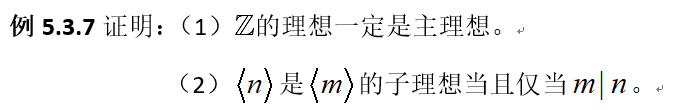 例 5.3.7 证明：（1）ℤ的理想一定是主理想。
（2）⟨n⟩是⟨m⟩的子理想当且仅当 m | n 。